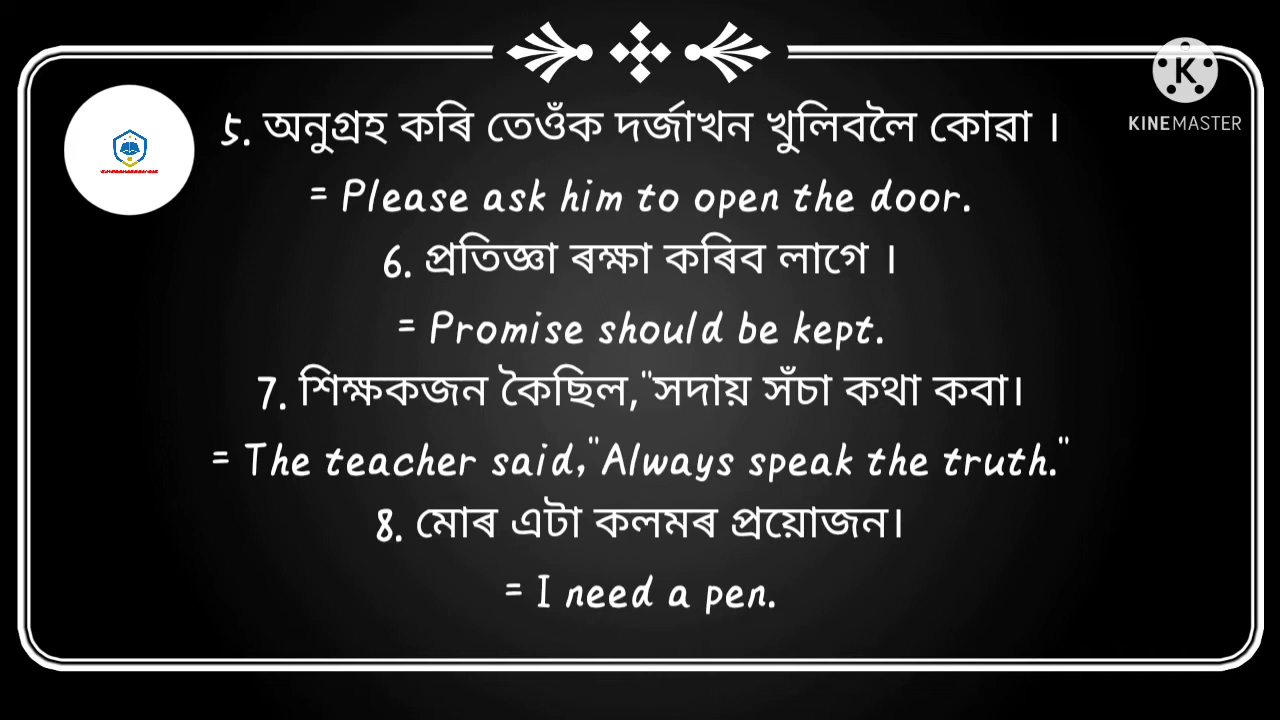 KINEMASTER
5. অনুগ্ৰহ কৰি তেওঁক দৰ্জাখন খুলিবলৈ কোৱা ।
= Please ask him to open the door.
6. প্ৰতিজ্ঞা ৰক্ষা কৰিব লাগে ।
= Promise should be kept.
7. শিক্ষকজন কৈছিল,"সদায় সঁচা কথা কবা।
= The teacher said,"Always speak the truth."
8. মোৰ এটা কলমৰ প্ৰয়োজন।
= I need a pen.